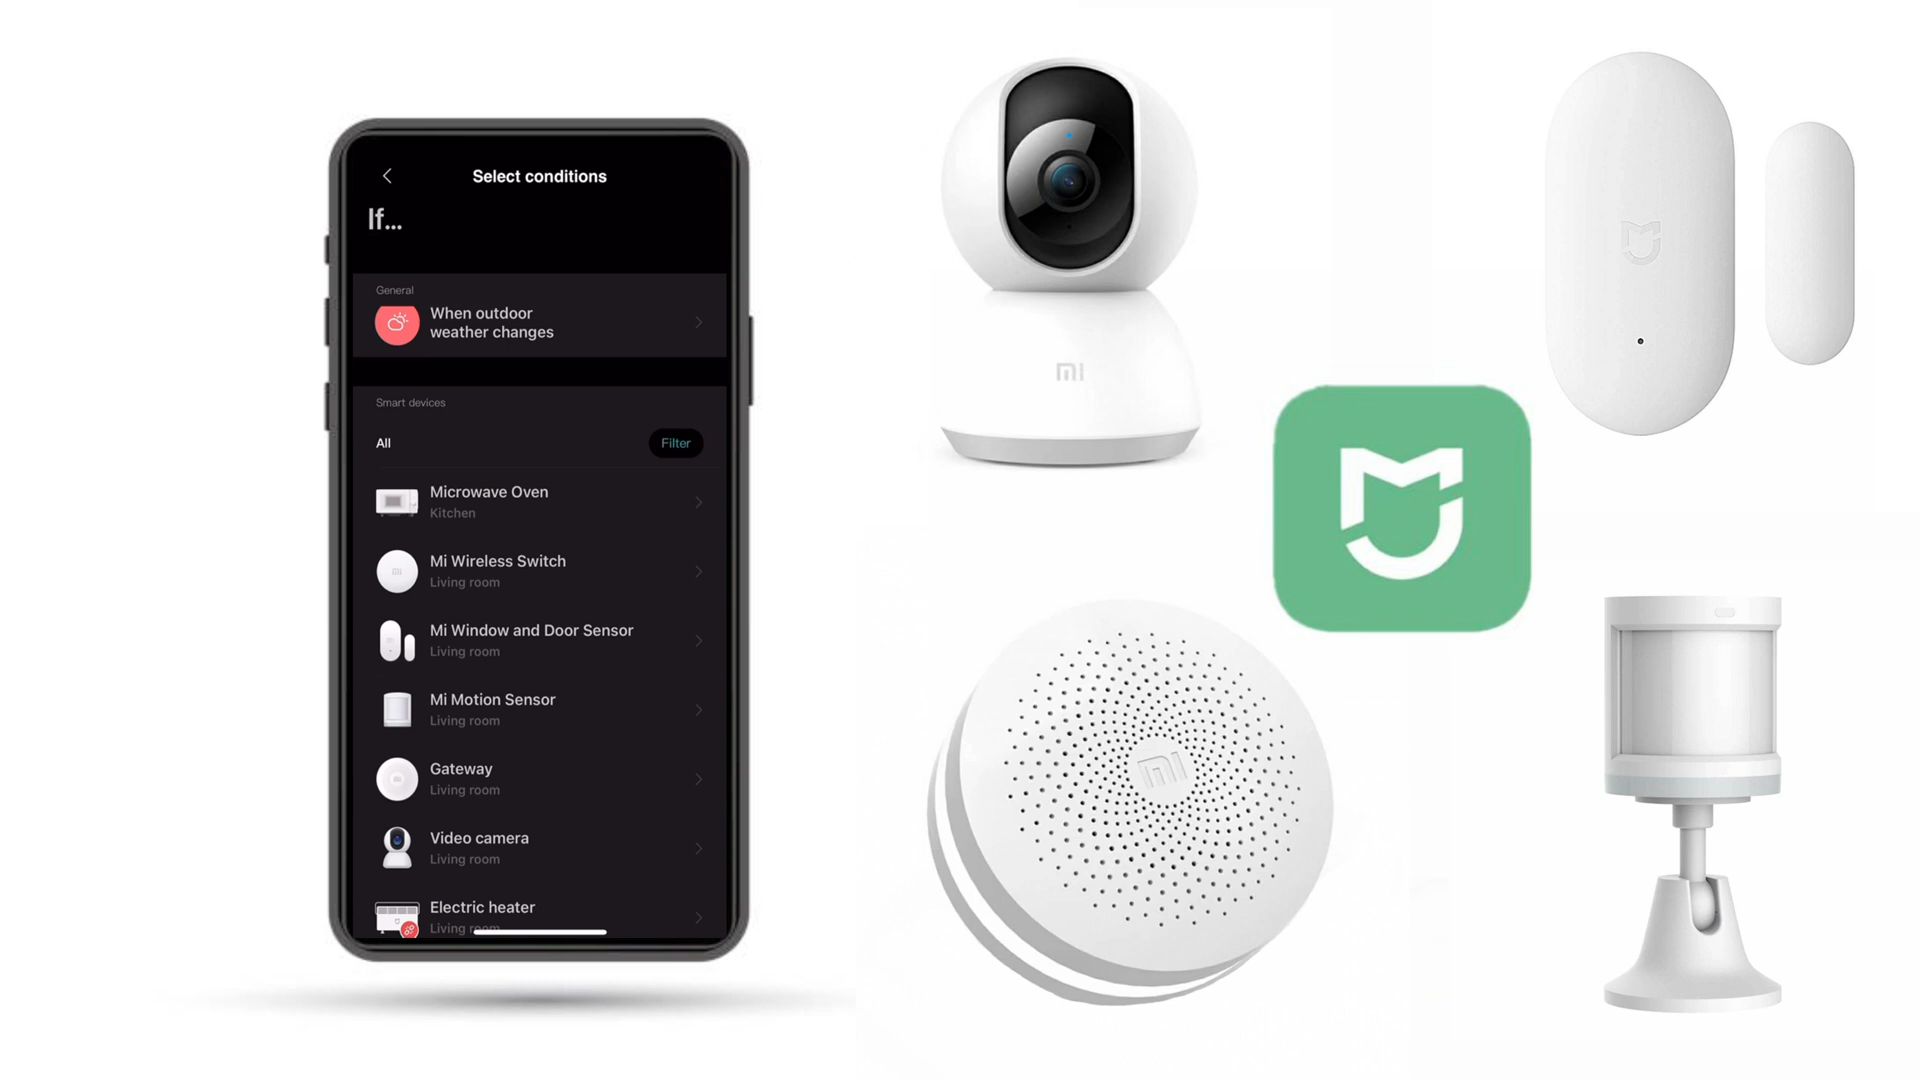 Select conditions
If...
General
When outdoor
weather changes
Smart devices
All
Filter
Microwave Oven
Kitchen
Mi Wireless Switch
Living room
Mi Window and Door Sensor
Living room
Mi Motion Sensor
Living room
Gateway
Living room
Video camera
Living room
Electric heater
Living room
mi
mi